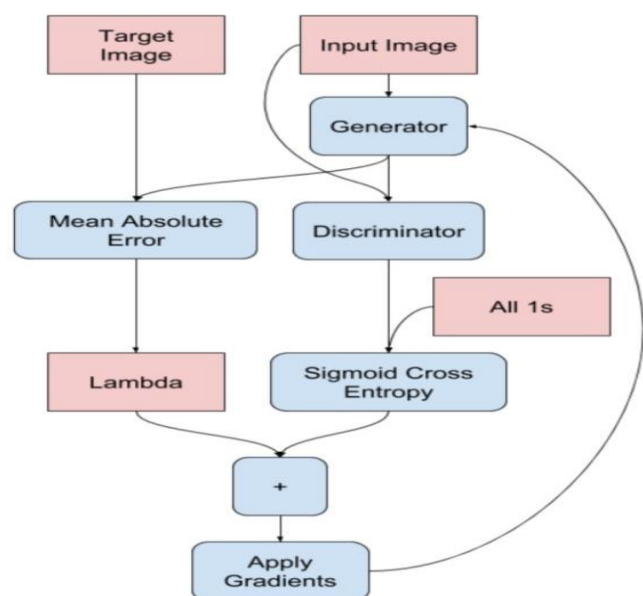 Target
Image
Input Image
Generator
Mean Absolute
Error
Discriminator
All 1s
Lambda
Sigmoid Cross
Entropy
+
Apply
Gradients